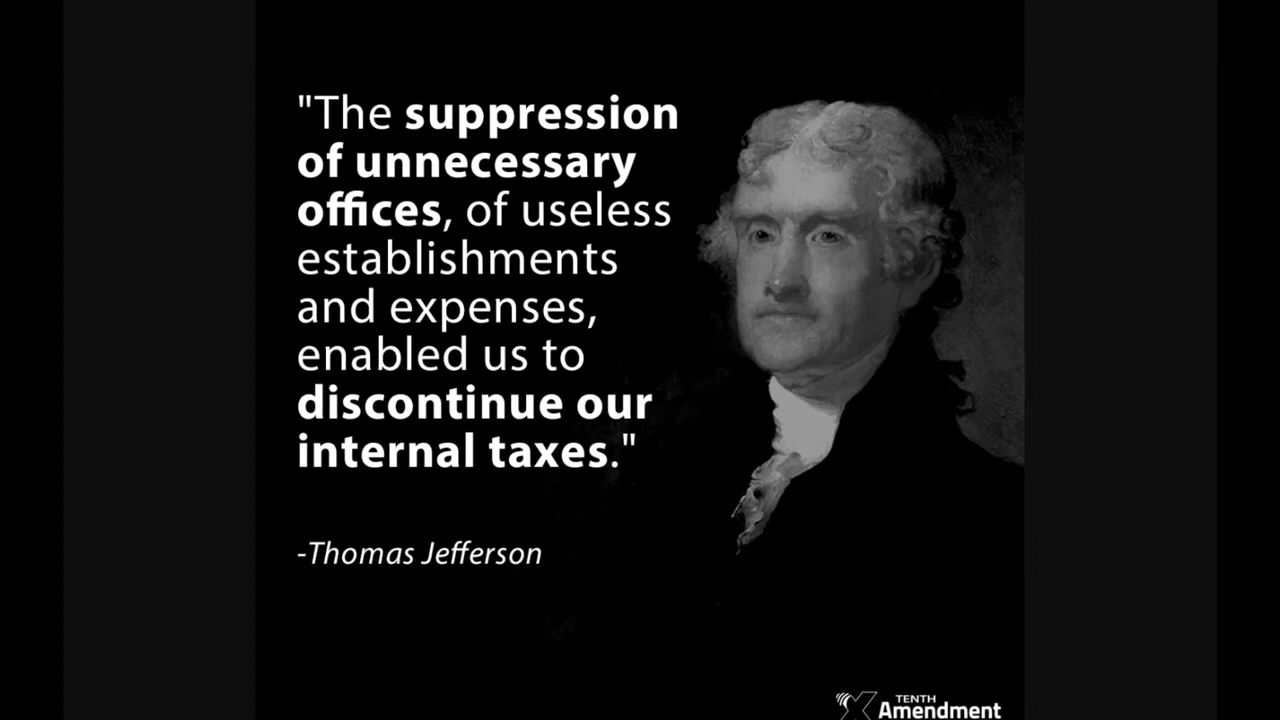 "The suppression
of unnecessary
offices, of useless
establishments
and expenses,
enabled us to
discontinue our
internal taxes."
-Thomas Jefferson
TENTH
Amendment